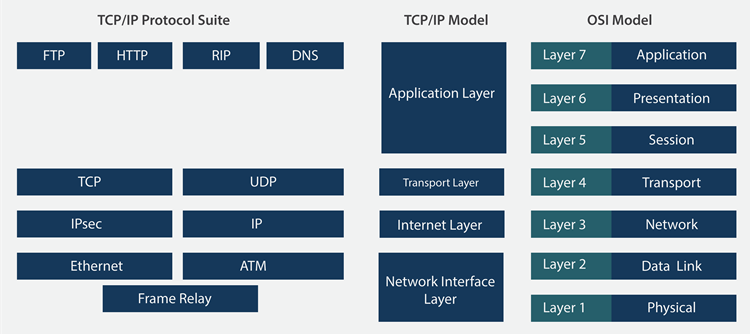 TCP/IP Protocol Suite
TCP/IP Model
OSI Model
FTP
HTTP
RIP
DNS
Application Layer
Layer 7
Application
Layer 6
Presentation
Layer 5
Session
TCP
UDP
Transport Layer
Layer 4
Transport
IPsec
IP
Internet Layer
Layer 3
Network
Ethernet
ATM
Frame Relay
Network Interface
Layer
Layer 2
Data Link
Layer 1
Physical